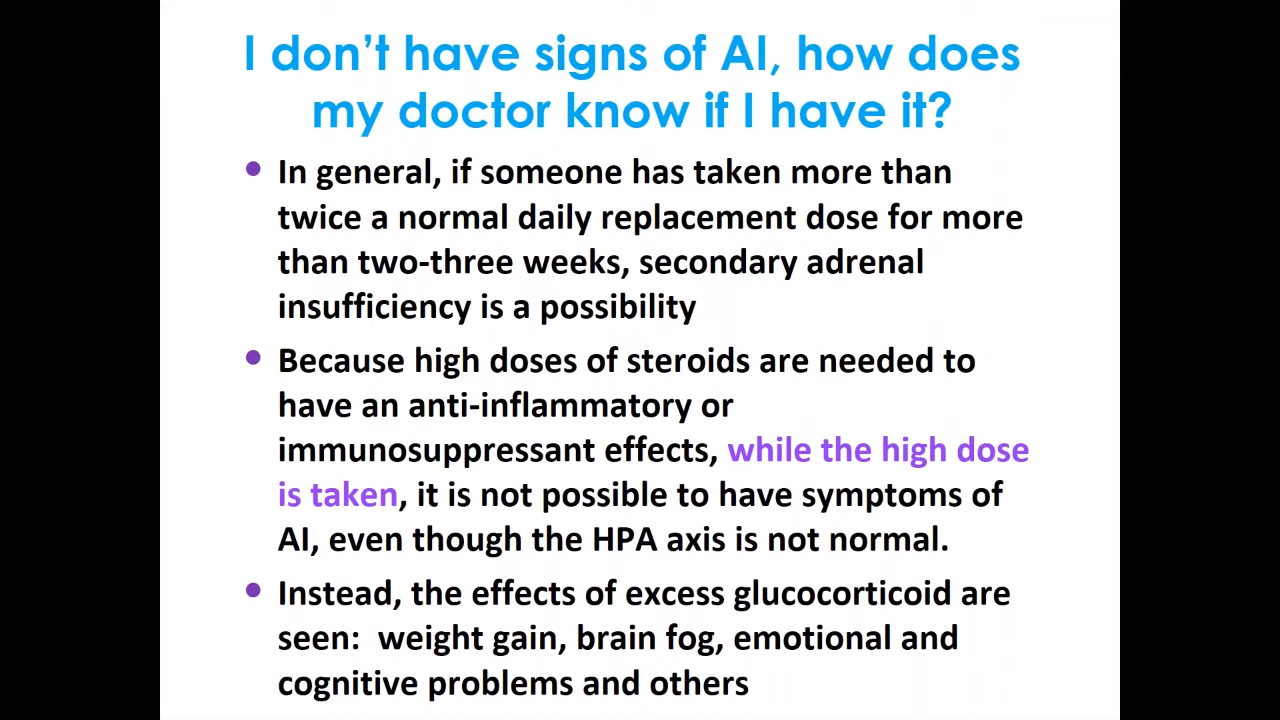 I don’t have signs of AI, how does
my doctor know if I have it?
• In general, if someone has taken more than
twice a normal daily replacement dose for more
than two-three weeks, secondary adrenal
insufficiency is a possibility
• Because high doses of steroids are needed to
have an anti-inflammatory or
immunosuppressant effects, while the high dose
is taken, it is not possible to have symptoms of
AI, even though the HPA axis is not normal.
• Instead, the effects of excess glucocorticoid are
seen:  weight gain, brain fog, emotional and
cognitive problems and others